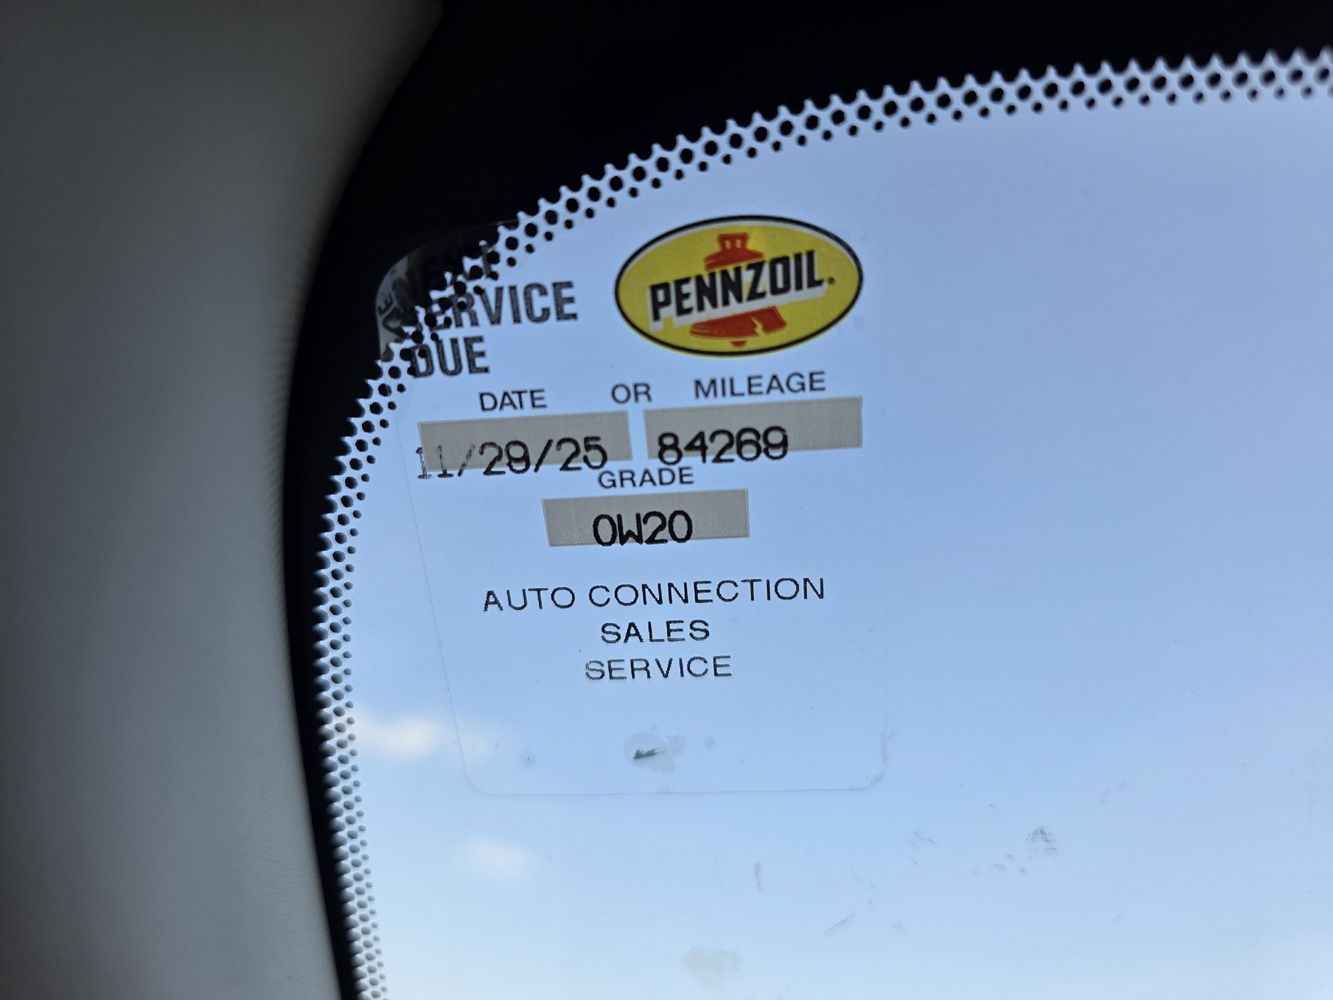 SERVICE
DUE
PENNZOIL®
DATE OR MILEAGE
11/29/25 84269
GRADE
0W20
AUTO CONNECTION
SALES
SERVICE